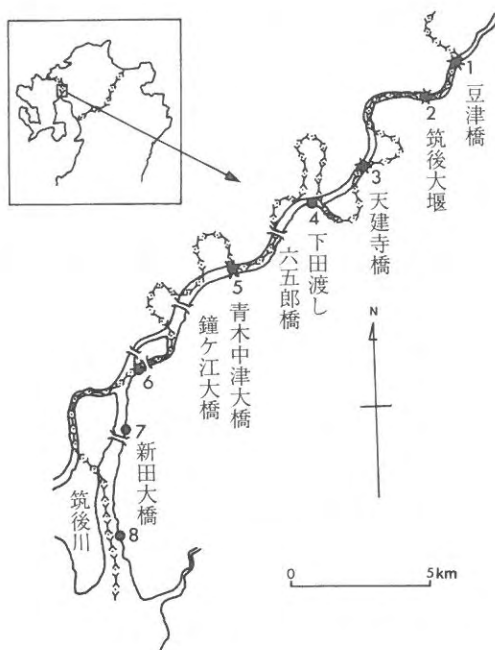 1
豆津橋
2
筑後大堰
3
天建寺橋
4
下田渡し
六五郎橋
5
青木中津大橋
鐘ケ江大橋
6
7
新田大橋
8
筑後川
N
0
5km